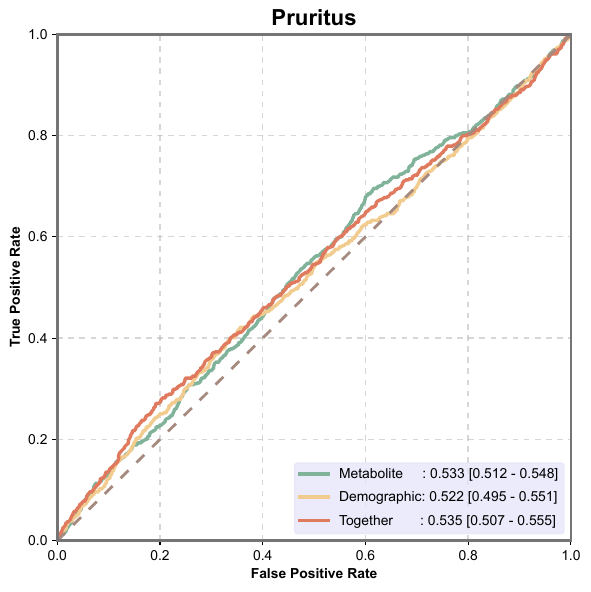 Pruritus
1.0
0.8
0.6
0.4
0.2
0.0
True Positive Rate
Metabolite : 0.533 [0.512 - 0.548]
Demographic: 0.522 [0.495 - 0.551]
Together : 0.535 [0.507 - 0.555]
0.0 0.2 0.4 0.6 0.8 1.0
False Positive Rate